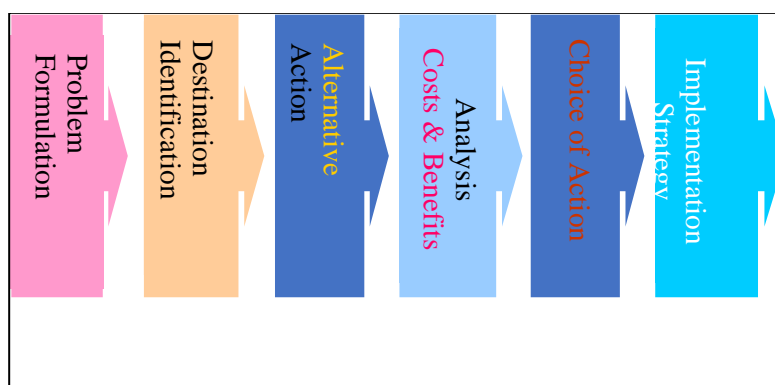 Problem
Formulation
Destination
Identification
Alternative
Action
Analysis
Costs & Benefits
Choice of Action
Implementation
Strategy